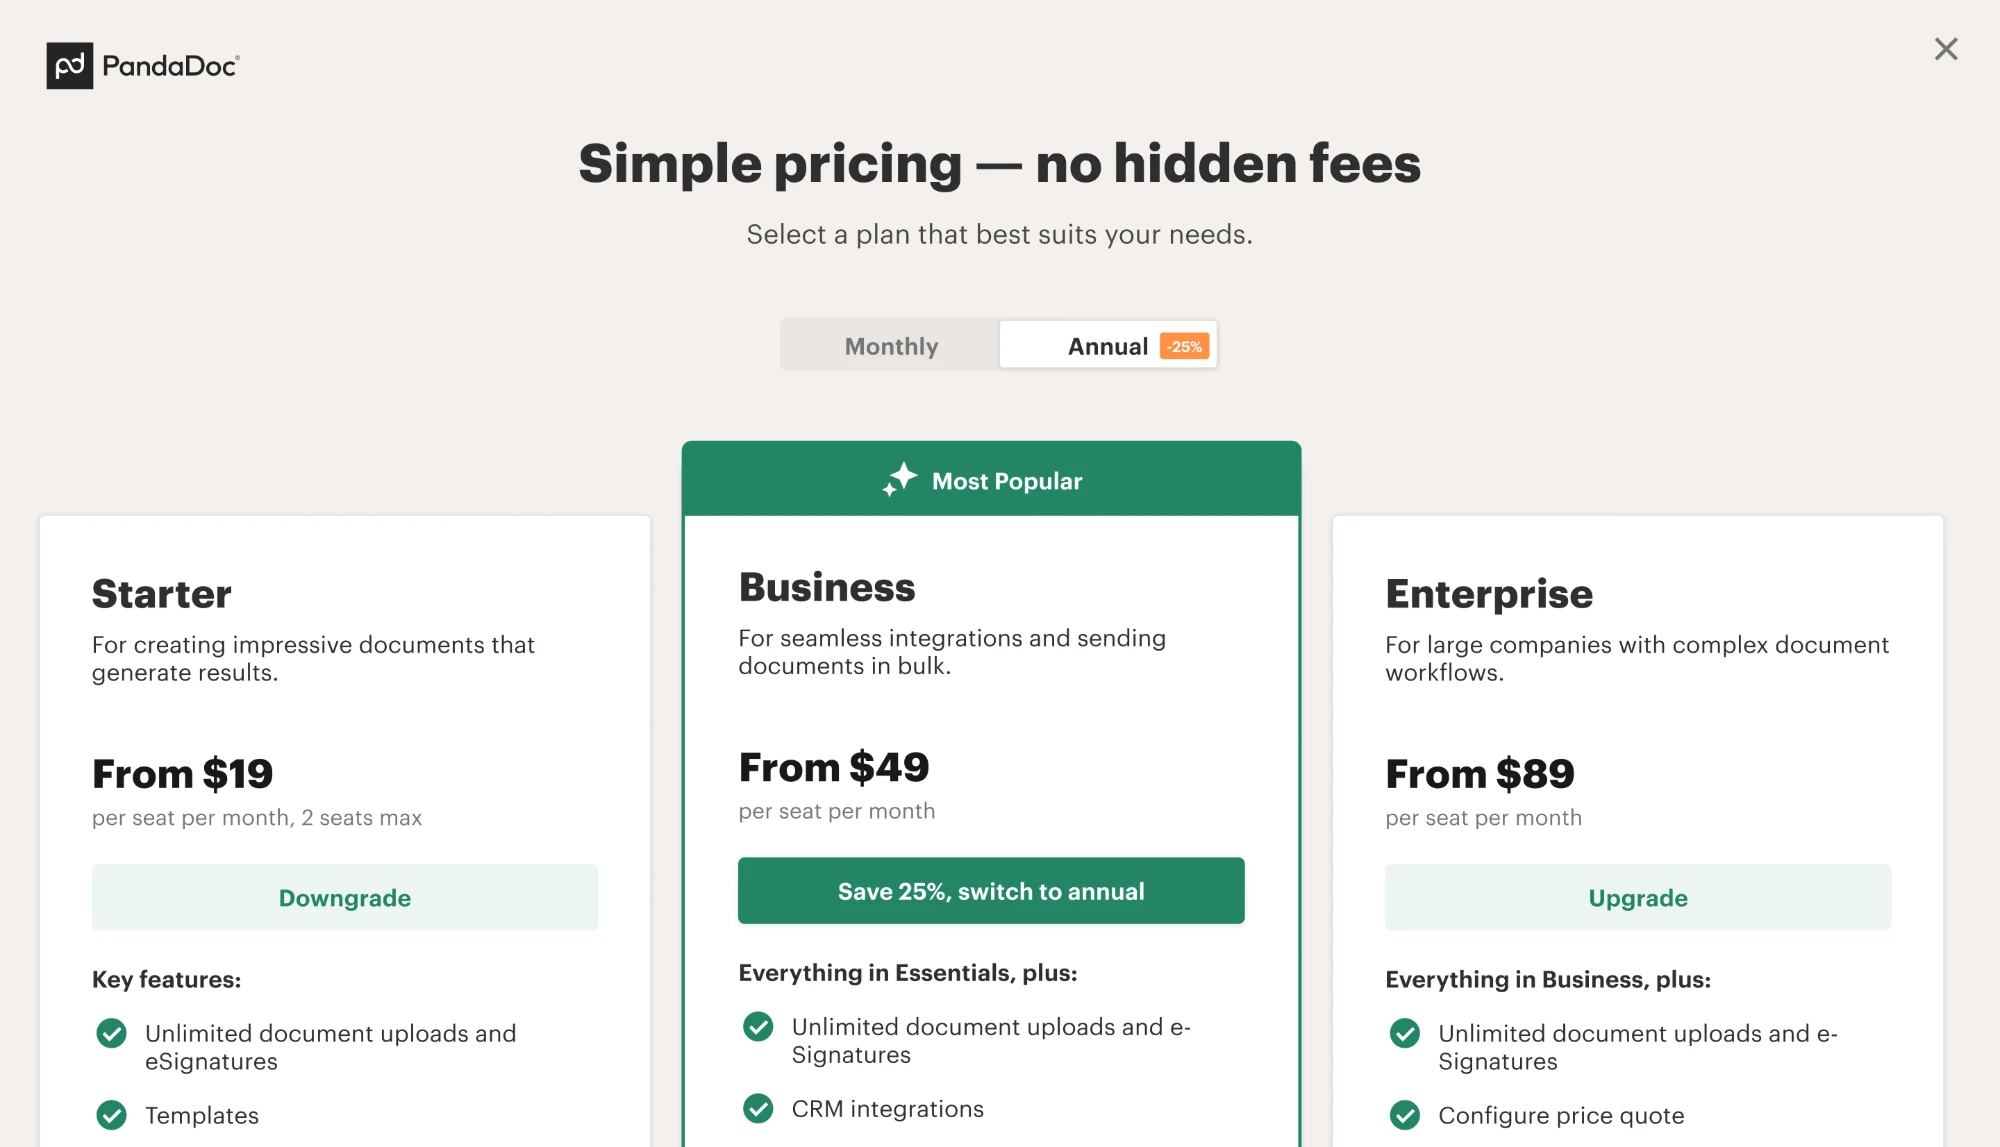 pd PandaDoc®
Simple pricing — no hidden fees
Select a plan that best suits your needs.
Monthly
Annual -25%
Most Popular
Starter
For creating impressive documents that
generate results.
From $19
per seat per month, 2 seats max
Downgrade
Key features:
Unlimited document uploads and
eSignatures
Templates
Business
For seamless integrations and sending
documents in bulk.
From $49
per seat per month
Save 25%, switch to annual
Everything in Essentials, plus:
Unlimited document uploads and e-
Signatures
CRM integrations
Enterprise
For large companies with complex document
workflows.
From $89
per seat per month
Upgrade
Everything in Business, plus:
Unlimited document uploads and e-
Signatures
Configure price quote